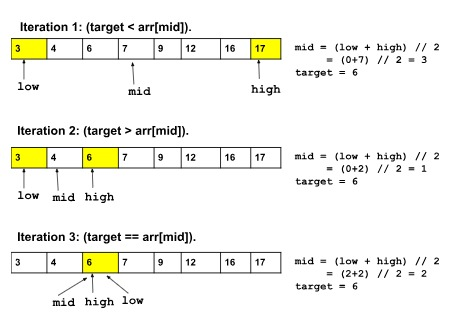 Iteration 1: (target < arr[mid]).
3 4 6 7 9 12 16 17
low mid high
mid = (low + high) // 2
= (0+7) // 2 = 3
target = 6
Iteration 2: (target > arr[mid]).
3 4 6 7 9 12 16 17
low mid high
mid = (low + high) // 2
= (0+2) // 2 = 1
target = 6
Iteration 3: (target == arr[mid]).
3 4 6 7 9 12 16 17
mid high low
mid = (low + high) // 2
= (2+2) // 2 = 2
target = 6